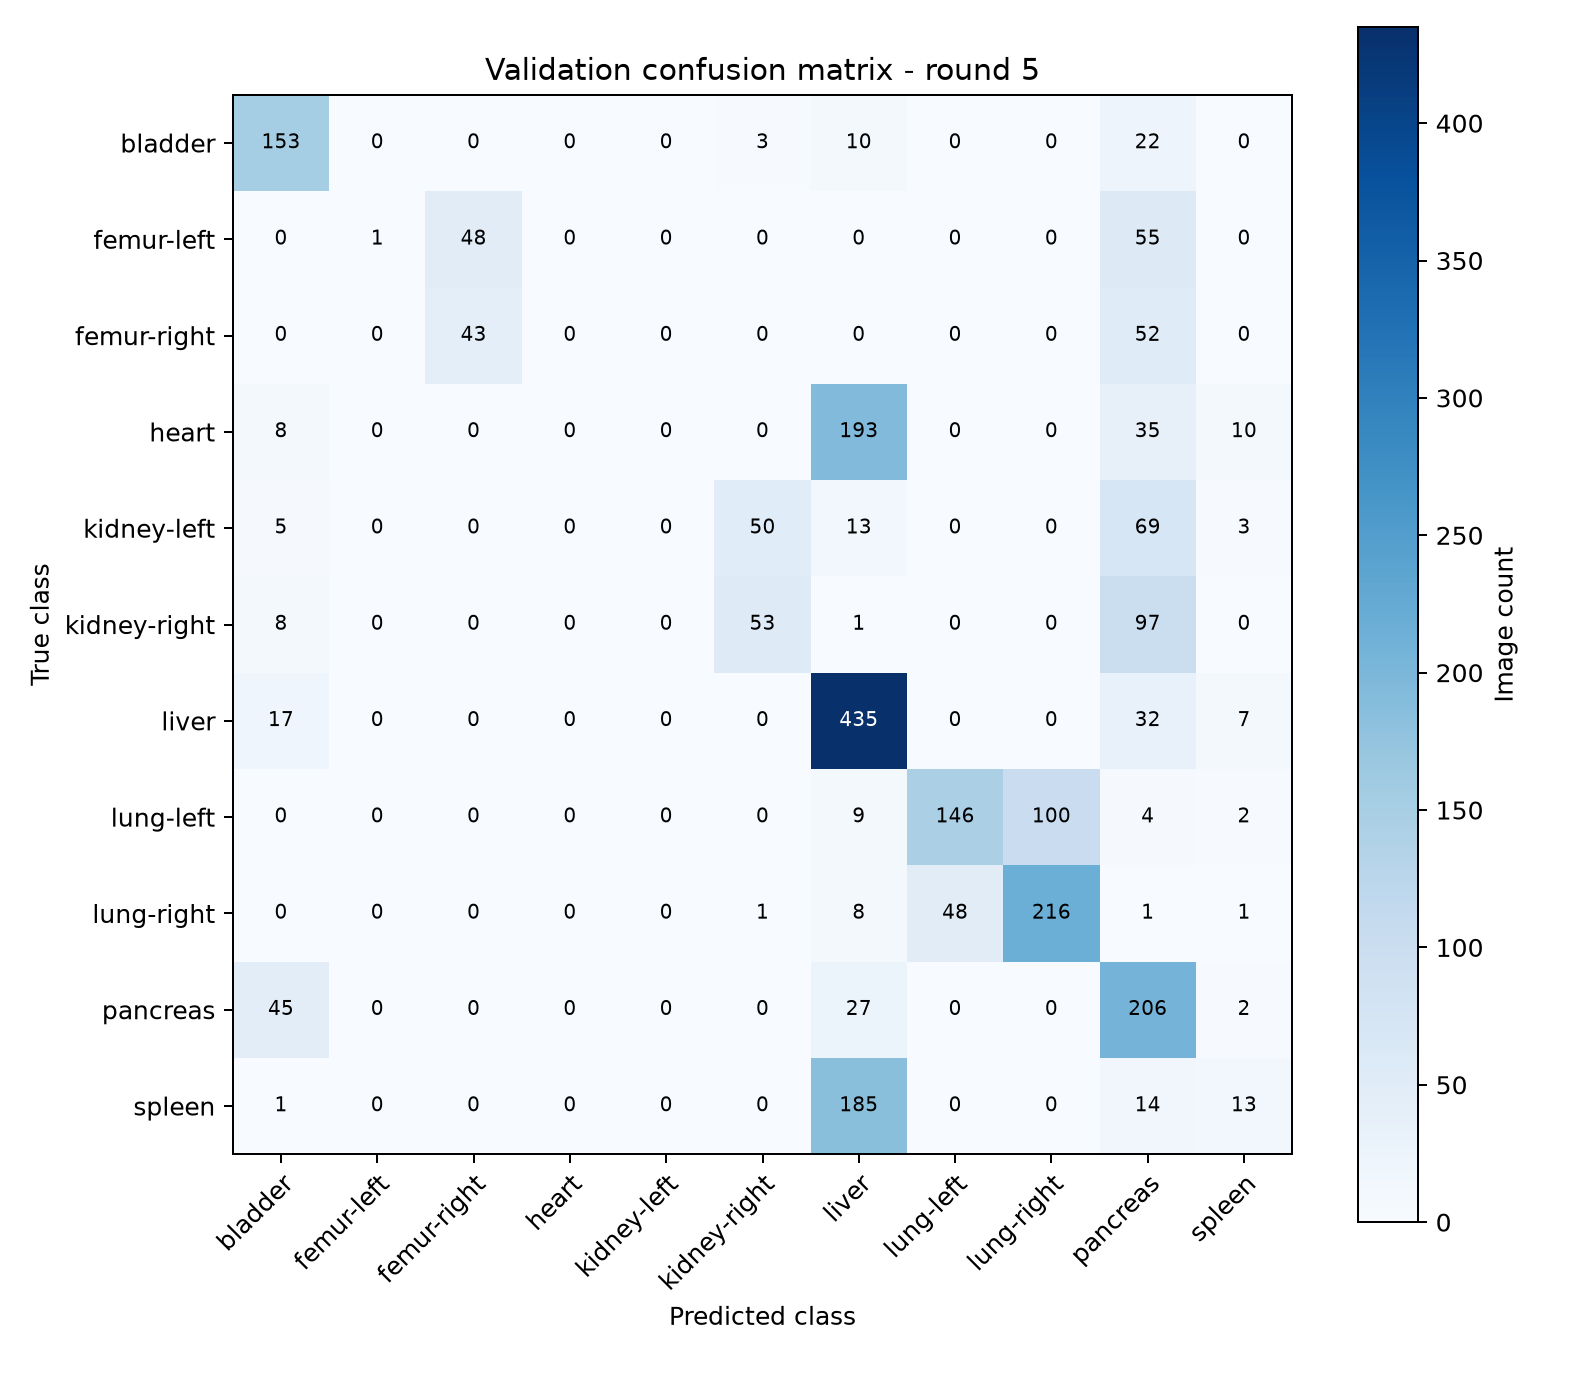 Validation confusion matrix - round 5
bladder 153 0 0 0 0 3 10 0 0 22 0
femur-left 0 1 48 0 0 0 0 0 0 55 0
femur-right 0 0 43 0 0 0 0 0 0 52 0
heart 8 0 0 0 0 0 193 0 0 35 10
kidney-left 5 0 0 0 0 50 13 0 0 69 3
kidney-right 8 0 0 0 0 53 1 0 0 97 0
liver 17 0 0 0 0 0 435 0 0 32 7
lung-left 0 0 0 0 0 0 9 146 100 4 2
lung-right 0 0 0 0 0 1 8 48 216 1 1
pancreas 45 0 0 0 0 0 27 0 0 206 2
spleen 1 0 0 0 0 0 185 0 0 14 13
True class
bladder femur-left femur-right heart kidney-left kidney-right liver lung-left lung-right pancreas spleen
Predicted class
400
350
300
250
200
150
100
50
0
Image count